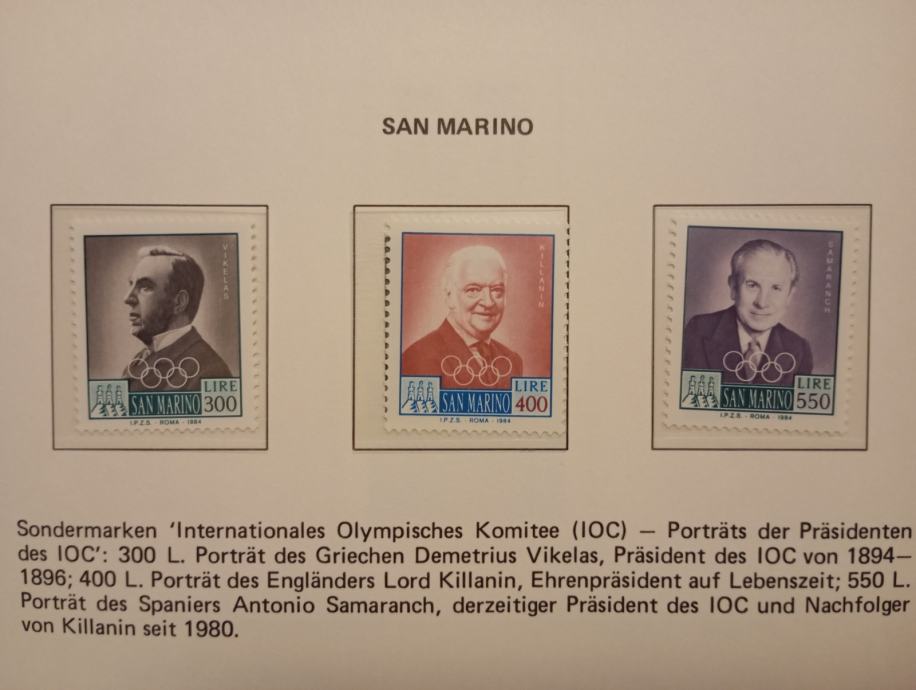 SAN MARINO
VIKELAS
LIRE
SAN MARINO 300
I.P.Z.S. - ROMA - 1984
KILLANIN
LIRE
SAN MARINO 400
I.P.Z.S. - ROMA - 1984
SAMARANCH
LIRE
SAN MARINO 550
I.P.Z.S. - ROMA - 1984
Sondermarken ‘Internationales Olympisches Komitee (IOC) — Porträts der Präsidenten
des IOC’: 300 L. Porträt des Griechen Demetrius Vikelas, Präsident des IOC von 1894—
1896; 400 L. Porträt des Engländers Lord Killanin, Ehrenpräsident auf Lebenszeit; 550 L.
Porträt des Spaniers Antonio Samaranch, derzeitiger Präsident des IOC und Nachfolger
von Killanin seit 1980.